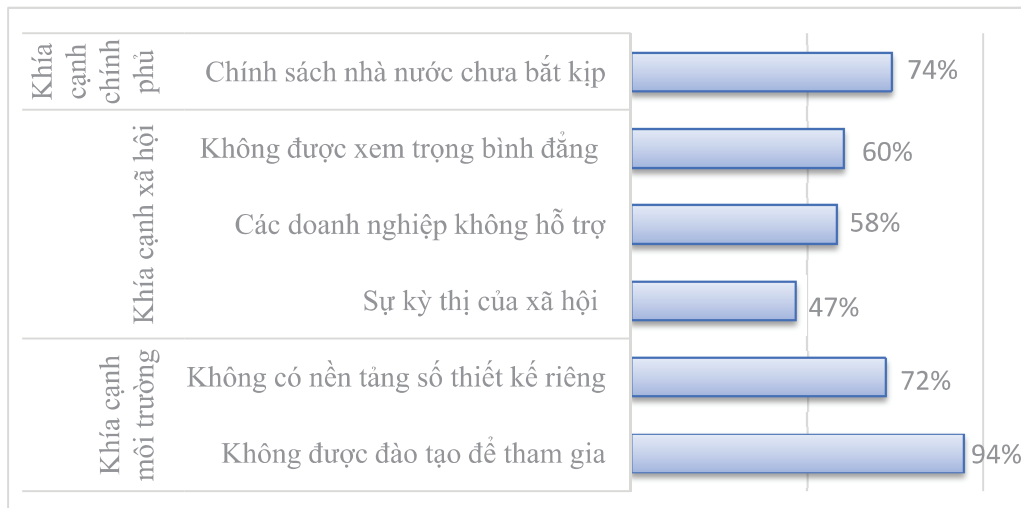 Khía
cạnh
chính
phủ
Chính sách nhà nước chưa bắt kịp
74%
Khía cạnh xã hội
Không được xem trọng bình đẳng
60%
Các doanh nghiệp không hỗ trợ
58%
Sự kỳ thị của xã hội
47%
Khía cạnh
môi trường
Không có nền tảng số thiết kế riêng
72%
Không được đào tạo để tham gia
94%